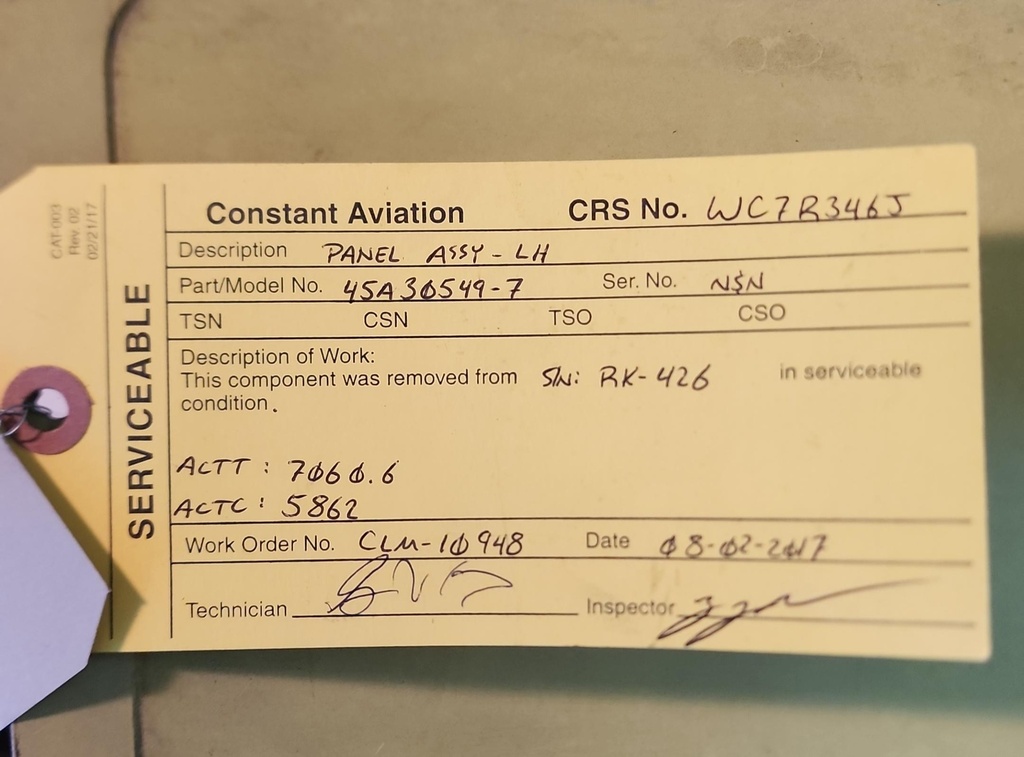 CAT-003
Rev. 02
02/21/17
SERVICEABLE
Constant Aviation CRS No. WC7R346J
Description PANEL ASSY - LH
Part/Model No. 45A30549-7 Ser. No. N$N
TSN CSN TSO CSO
Description of Work:
This component was removed from S/N: RK-426 in serviceable
condition.
ACTT: 7060.6
ACTC: 5862
Work Order No. CLM-10948 Date 08-02-2017
Technician Inspector